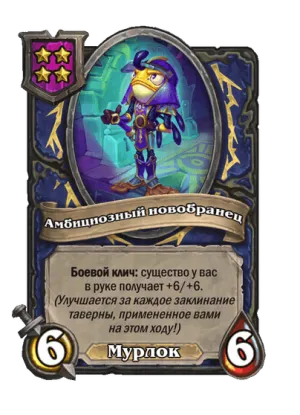 Амбициозный новобранец
Боевой клич: существо у вас
в руке получает +6/+6.
(Улучшается за каждое заклинание
таверны, примененное вами
на этом ходу!)
6
Мурлок
6